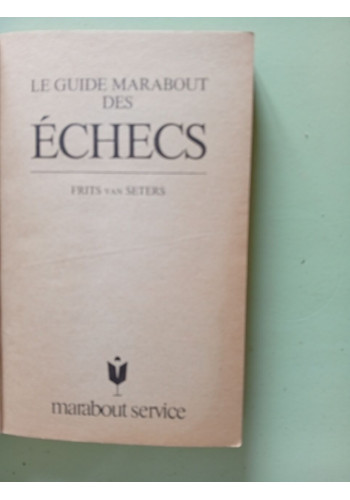 LE GUIDE MARABOUT
DES
ÉCHECS
FRITS VAN SETERS
marabout service